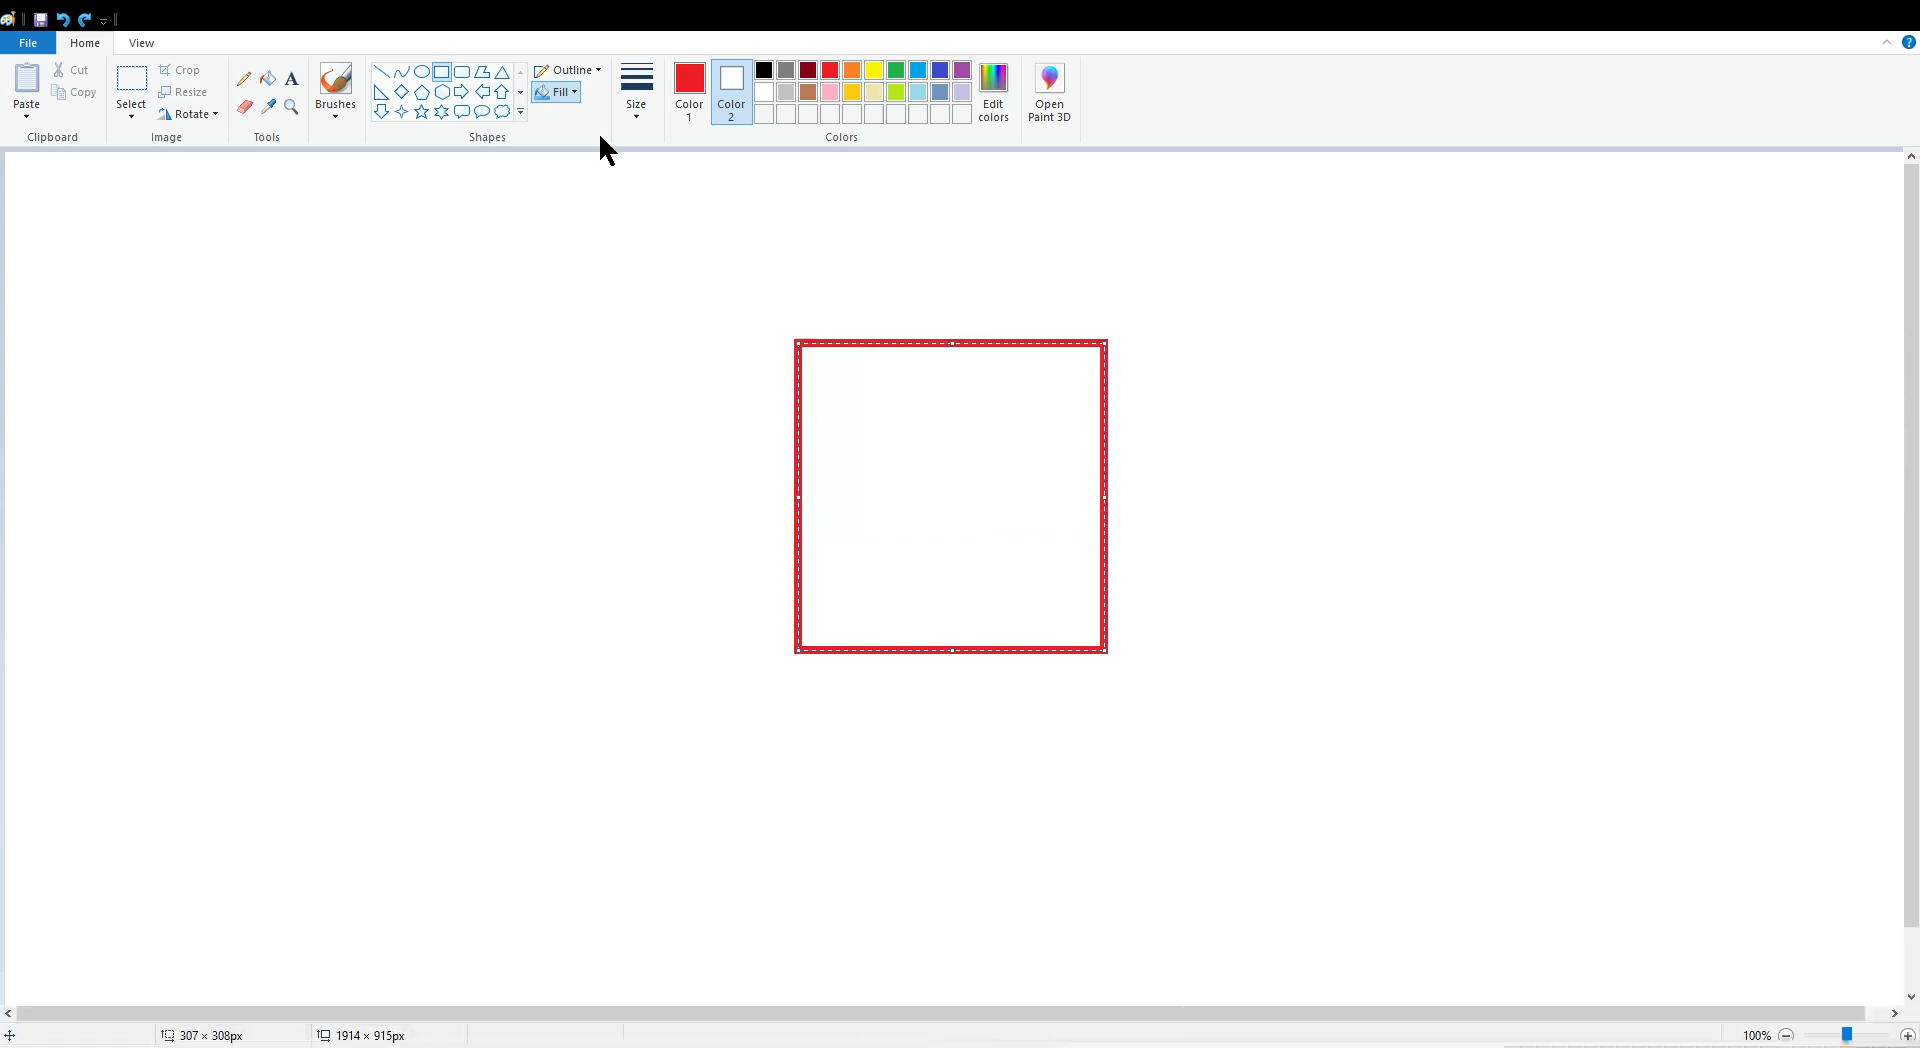 File Home View
Paste Cut Copy Clipboard
Select Crop Resize Rotate Image
Tools
Brushes
Outline Fill Shapes
Size
Color 1 Color 2 Edit colors Colors
Open Paint 3D
307 × 308px 1914 × 915px 100%